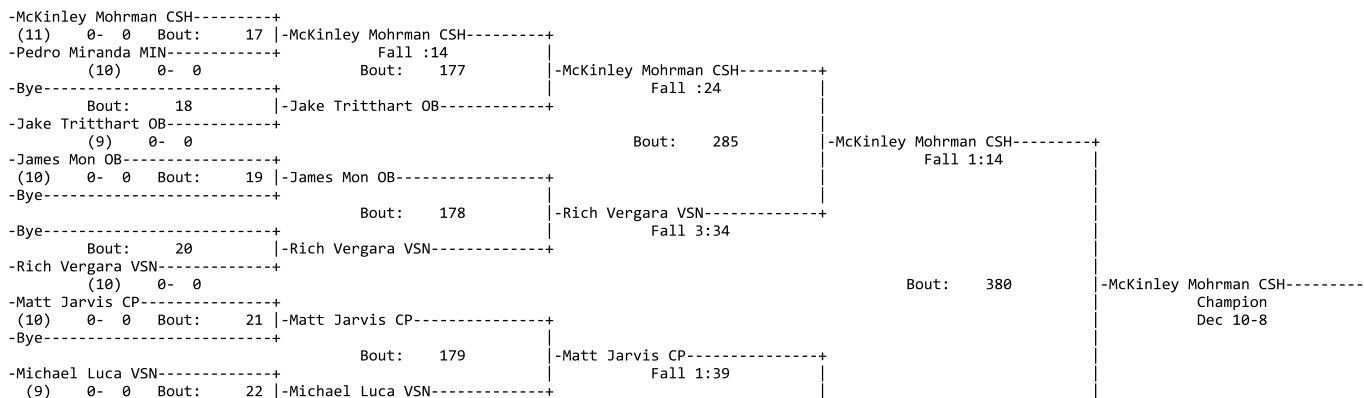 -McKinley Mohrman CSH---------+
 (11)    0-  0   Bout:     17 |-McKinley Mohrman CSH---------+
-Pedro Miranda MIN------------+           Fall :14           |
         (10)    0-  0                  Bout:    177         |-McKinley Mohrman CSH---------+
-Bye--------------------------+                              |           Fall :24           |
         Bout:     18         |-Jake Tritthart OB------------+                              |
-Jake Tritthart OB------------+                                                             |
         (9)    0-  0                                                  Bout:    285         |-McKinley Mohrman CSH---------+
-James Mon OB-----------------+                                                             |           Fall 1:14          |
 (10)    0-  0   Bout:     19 |-James Mon OB-----------------+                              |                              |
-Bye--------------------------+                              |                              |                              |
                                        Bout:    178         |-Rich Vergara VSN-------------+                              |
-Bye--------------------------+                              |           Fall 3:34                                         |
         Bout:     20         |-Rich Vergara VSN-------------+                                                             |
-Rich Vergara VSN-------------+                                                                                            |
         (10)    0-  0                                                                                Bout:    380         |-McKinley Mohrman CSH---------
-Matt Jarvis CP---------------+                                                                                            |           Champion
 (10)    0-  0   Bout:     21 |-Matt Jarvis CP---------------+                                                             |           Dec 10-8
-Bye--------------------------+                              |                                                             |
                                        Bout:    179         |-Matt Jarvis CP---------------+                              |
-Michael Luca VSN-------------+                              |           Fall 1:39          |                              |
  (9)    0-  0   Bout:     22 |-Michael Luca VSN-------------+                              |                              |